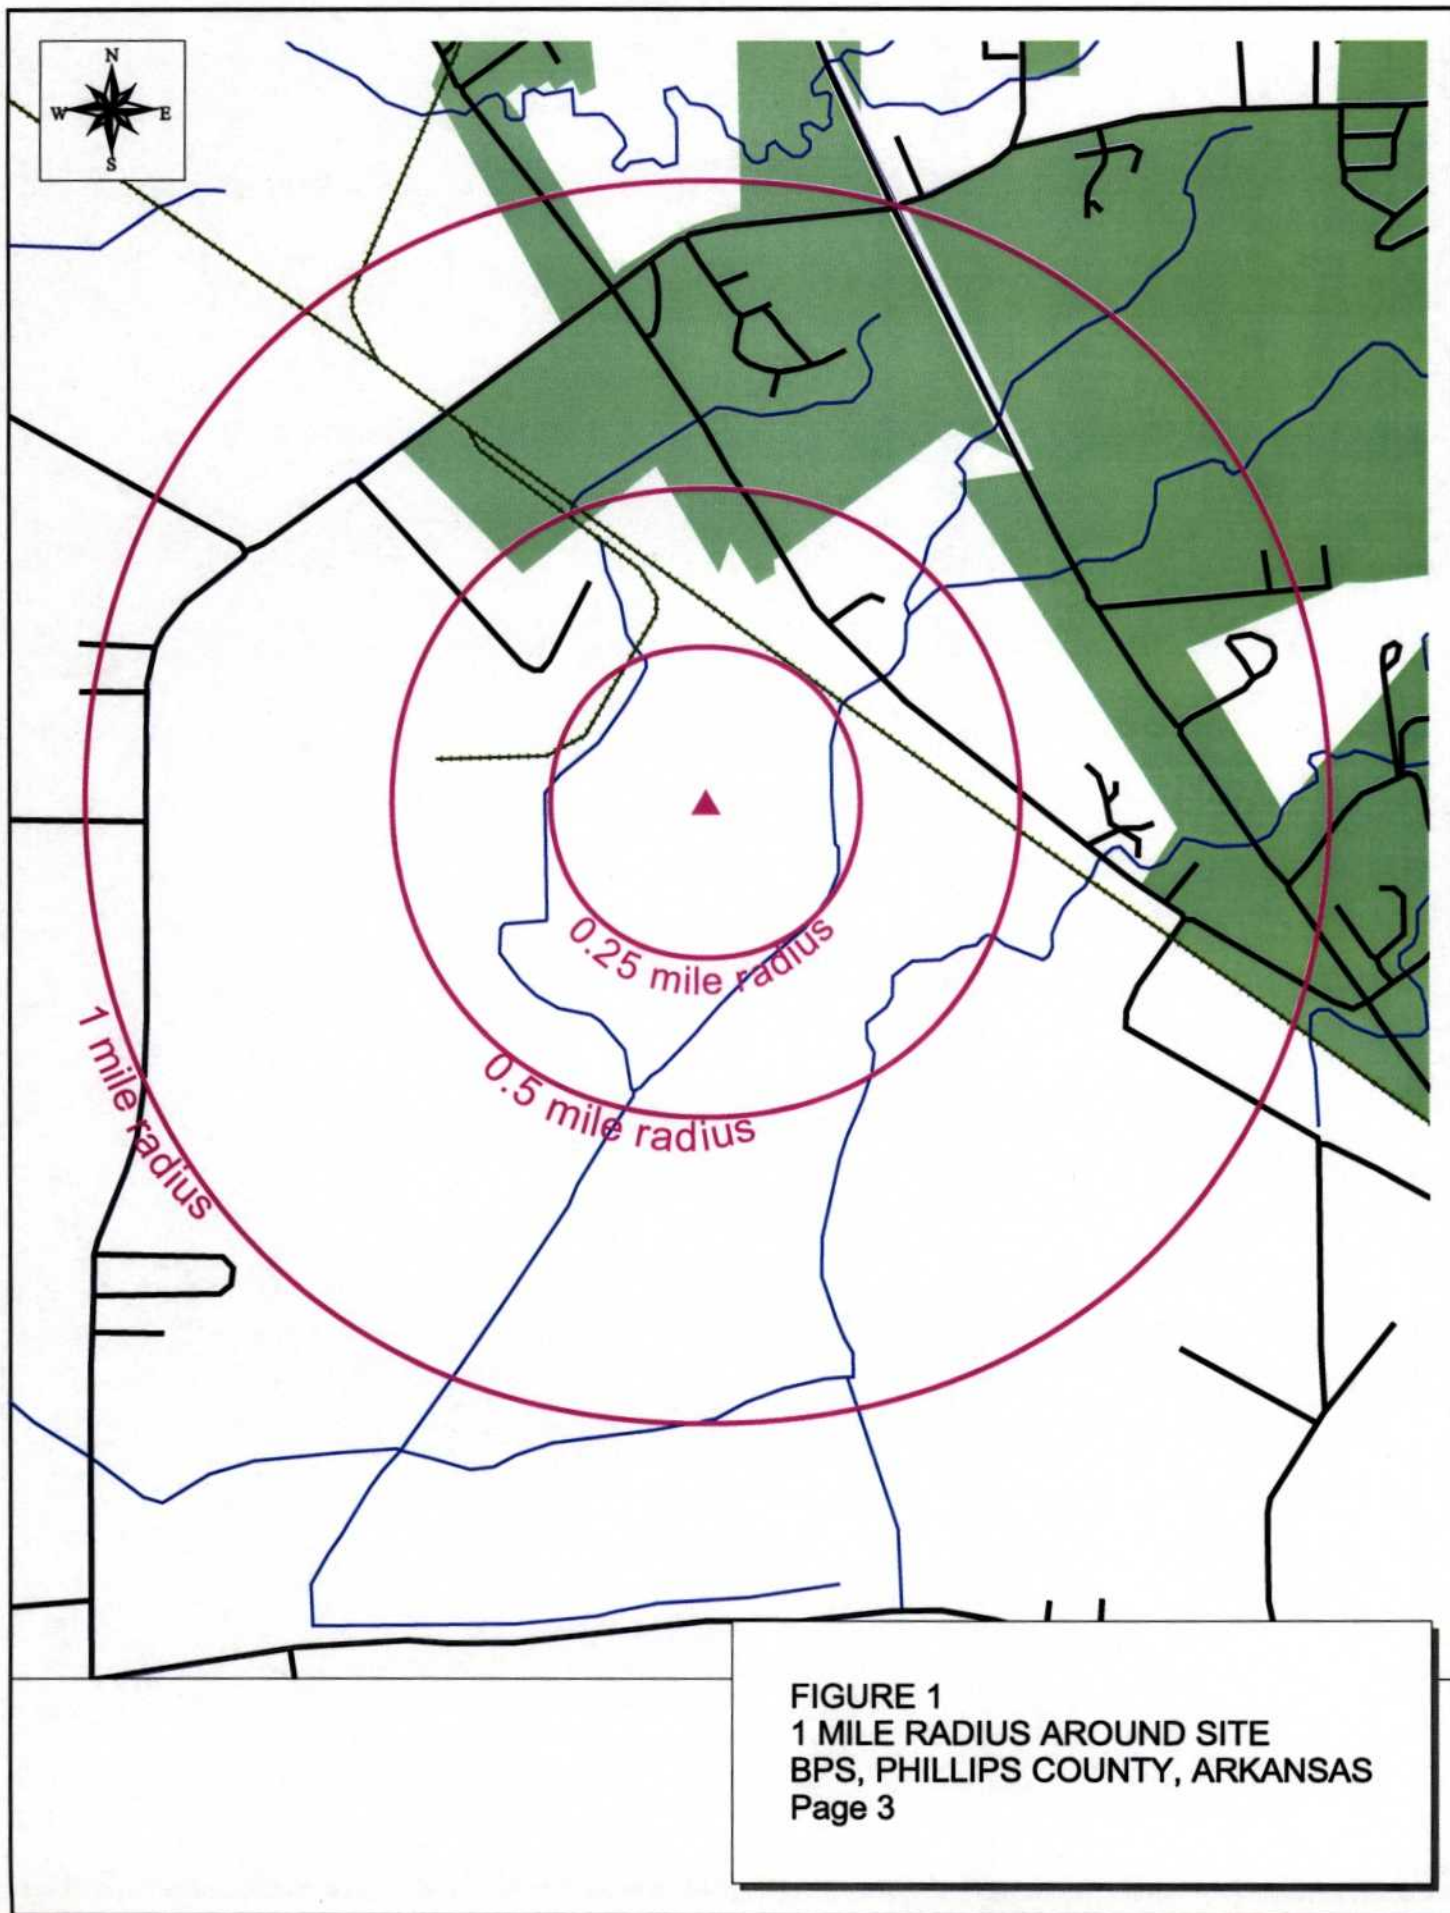 N
W E
S
0.25 mile radius
0.5 mile radius
1 mile radius
FIGURE 1
1 MILE RADIUS AROUND SITE
BPS, PHILLIPS COUNTY, ARKANSAS
Page 3